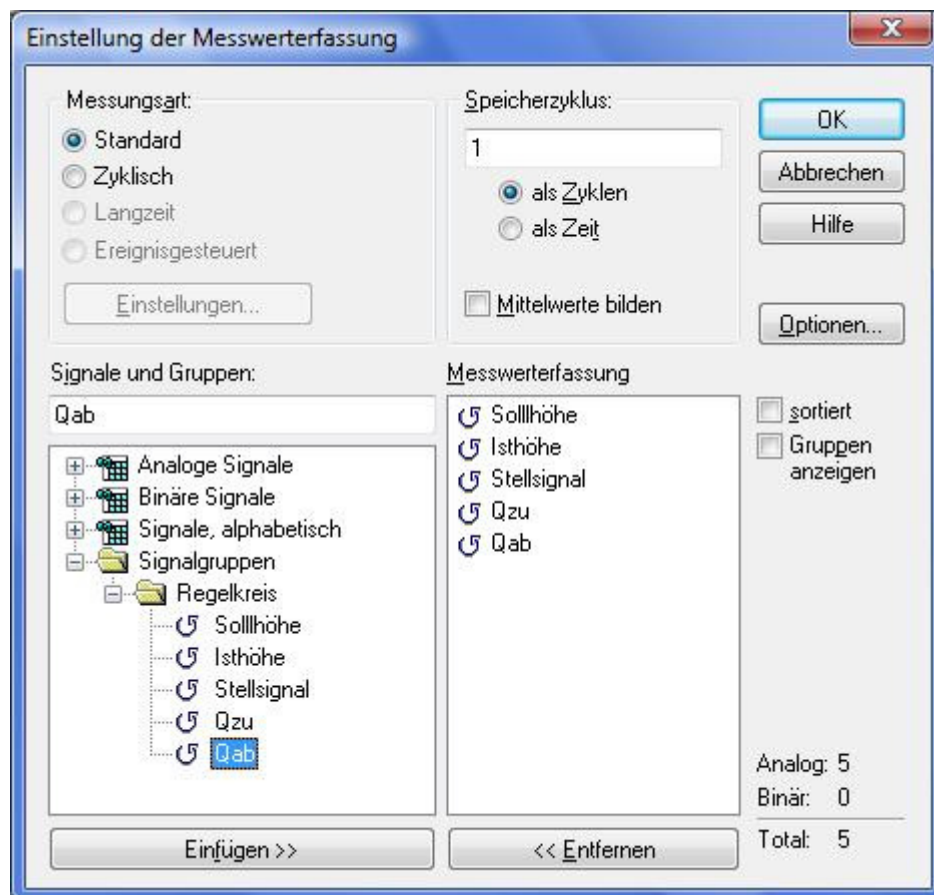 Einstellung der Messwerterfassung
Messungsart:
Standard
Zyklisch
Langzeit
Ereignisgesteuert
Einstellungen...
Speicherzyklus:
1
als Zyklen
als Zeit
Mittelwerte bilden
OK
Abbrechen
Hilfe
Optionen...
Signale und Gruppen:
Qab
Analoge Signale
Binäre Signale
Signale, alphabetisch
Signalgruppen
Regelkreis
Solllhöhe
Isthöhe
Stellsignal
Qzu
Qab
Einfügen >>
Messwerterfassung
Solllhöhe
Isthöhe
Stellsignal
Qzu
Qab
<< Entfernen
sortiert
Gruppen
anzeigen
Analog: 5
Binär: 0
Total: 5